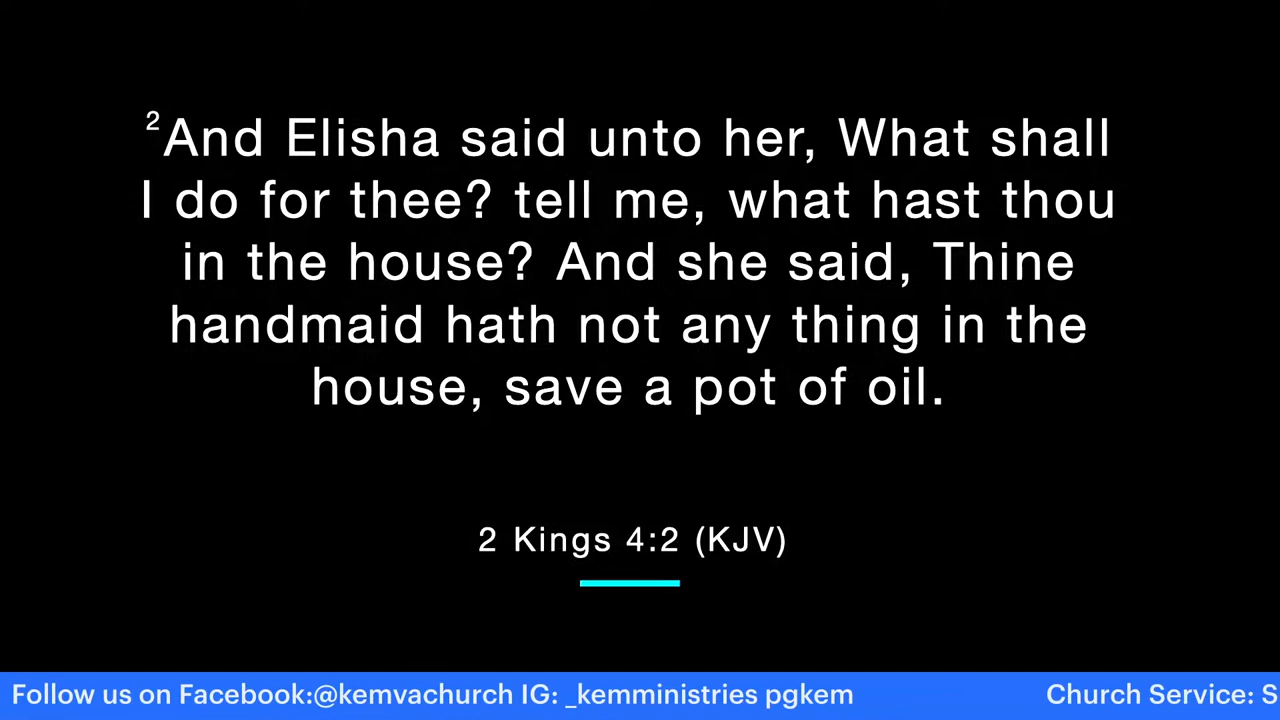 ²And Elisha said unto her, What shall
I do for thee? tell me, what hast thou
in the house? And she said, Thine
handmaid hath not any thing in the
house, save a pot of oil.
2 Kings 4:2 (KJV)
Follow us on Facebook:@kemvachurch IG: _kemministries pgkem Church Service: S